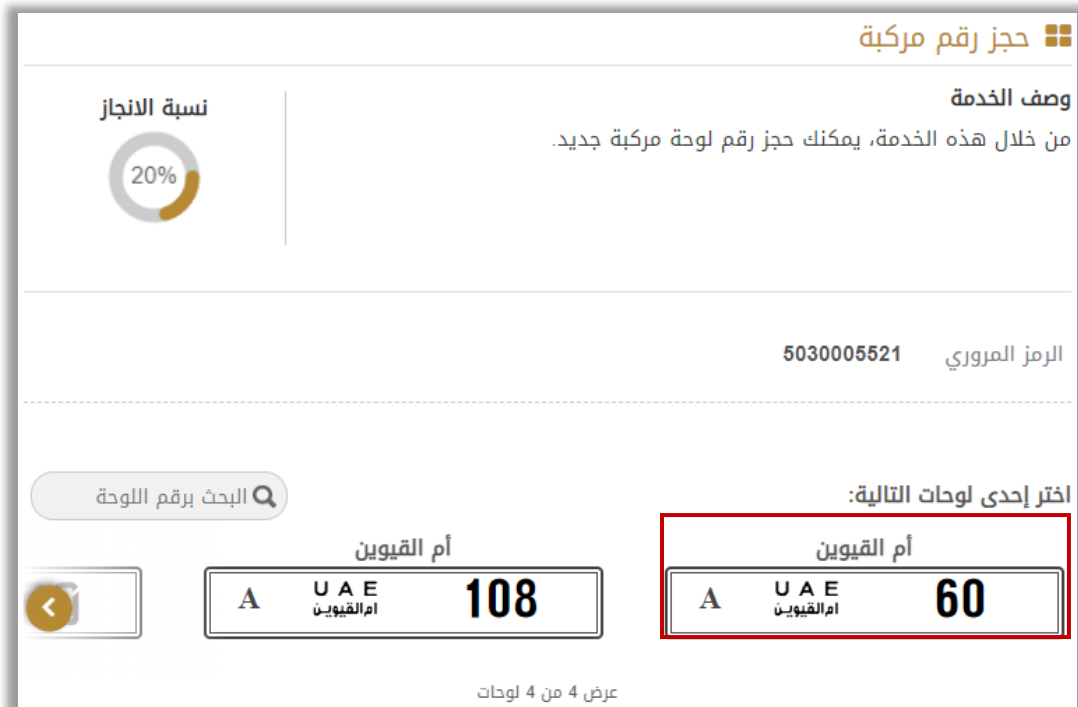 حجز رقم مركبة
وصف الخدمة
من خلال هذه الخدمة، يمكنك حجز رقم لوحة مركبة جديد.
نسبة الانجاز
20%
الرمز المروري 5030005521
اختر إحدى لوحات التالية:
البحث برقم اللوحة
أم القيوين
60
U A E
ام القيوين
A
أم القيوين
108
U A E
ام القيوين
A
عرض 4 من 4 لوحات